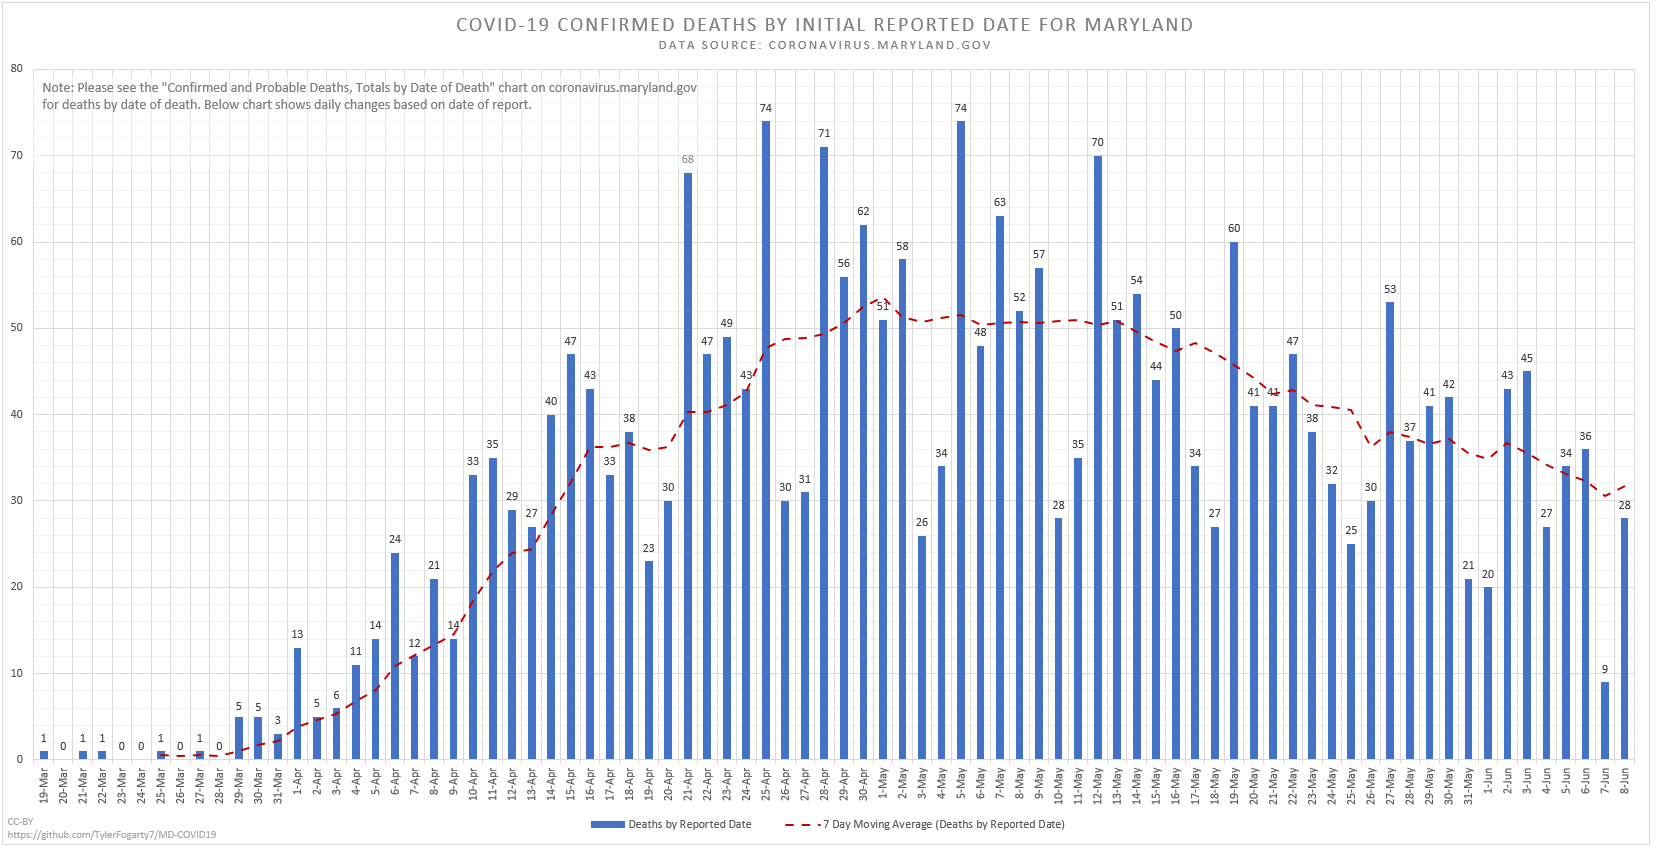 COVID-19 CONFIRMED DEATHS BY INITIAL REPORTED DATE FOR MARYLAND
DATA SOURCE: CORONAVIRUS.MARYLAND.GOV
Note: Please see the "Confirmed and Probable Deaths, Totals by Date of Death" chart on coronavirus.maryland.gov
for deaths by date of death. Below chart shows daily changes based on date of report.
80
70
60
50
40
30
20
10
0
1 0 1 1 0 0 1 0 1 0 5 5 3 13 5 6 11 14 24 12 21 14 33 35 29 27 40 47 43 33 38 23 30 68 47 49 43 74 30 31 71 56 62 51 58 26 34 74 48 63 52 57 28 35 70 51 54 44 50 34 27 60 41 41 47 38 32 25 30 53 37 41 42 21 20 43 45 27 34 36 9 28
19-Mar 20-Mar 21-Mar 22-Mar 23-Mar 24-Mar 25-Mar 26-Mar 27-Mar 28-Mar 29-Mar 30-Mar 31-Mar 1-Apr 2-Apr 3-Apr 4-Apr 5-Apr 6-Apr 7-Apr 8-Apr 9-Apr 10-Apr 11-Apr 12-Apr 13-Apr 14-Apr 15-Apr 16-Apr 17-Apr 18-Apr 19-Apr 20-Apr 21-Apr 22-Apr 23-Apr 24-Apr 25-Apr 26-Apr 27-Apr 28-Apr 29-Apr 30-Apr 1-May 2-May 3-May 4-May 5-May 6-May 7-May 8-May 9-May 10-May 11-May 12-May 13-May 14-May 15-May 16-May 17-May 18-May 19-May 20-May 21-May 22-May 23-May 24-May 25-May 26-May 27-May 28-May 29-May 30-May 31-May 1-Jun 2-Jun 3-Jun 4-Jun 5-Jun 6-Jun 7-Jun 8-Jun
Deaths by Reported Date
7 Day Moving Average (Deaths by Reported Date)
CC-BY
https://github.com/TylerFogarty7/MD-COVID19